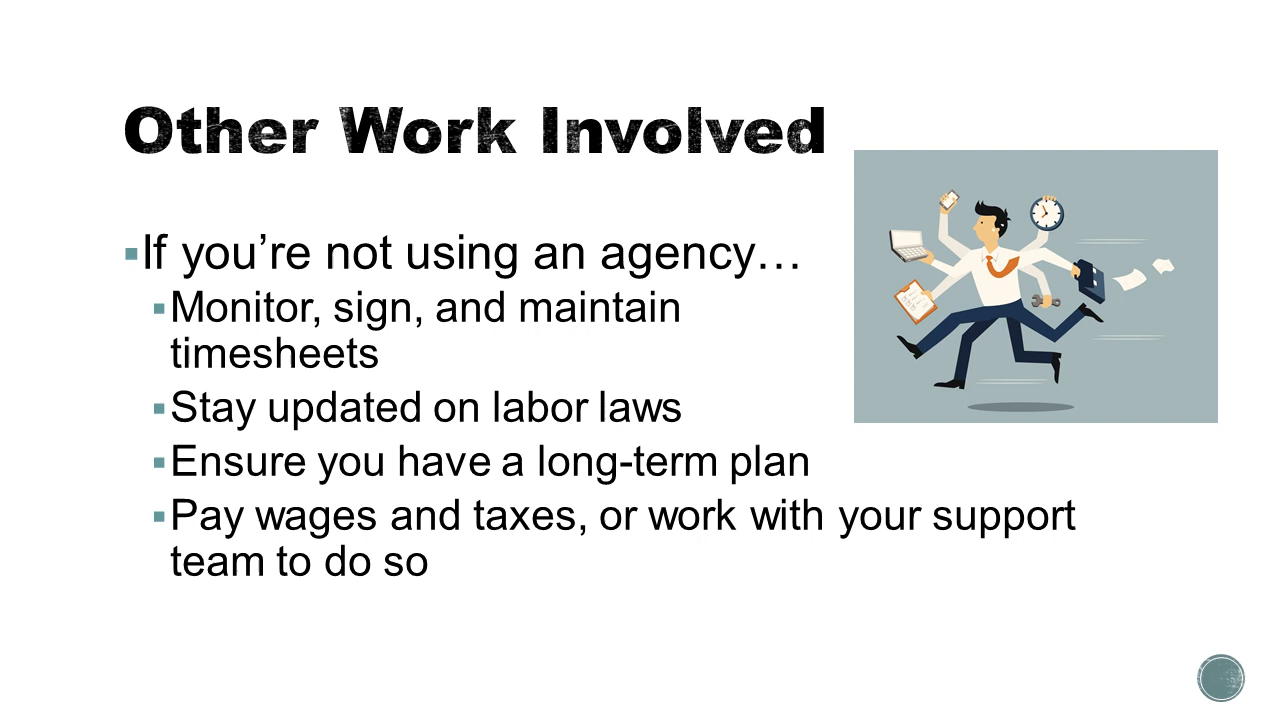 Other Work Involved
▪If you’re not using an agency…
▪Monitor, sign, and maintain
timesheets
▪Stay updated on labor laws
▪Ensure you have a long-term plan
▪Pay wages and taxes, or work with your support
team to do so